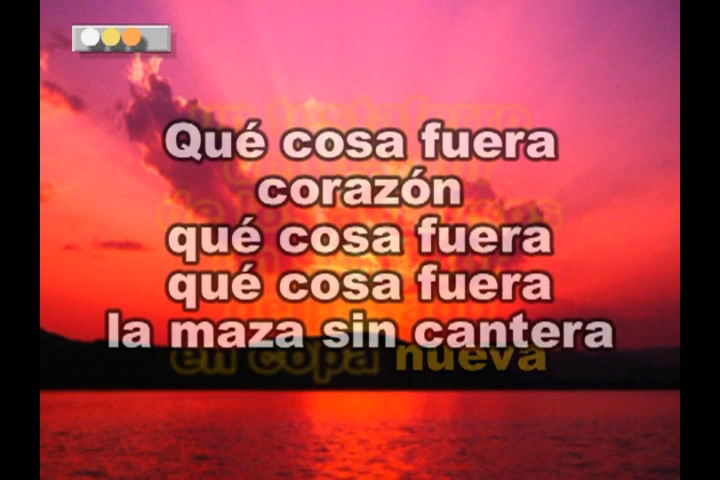 Qué cosa fuera
corazón
qué cosa fuera
qué cosa fuera
la maza sin cantera
en copa nueva